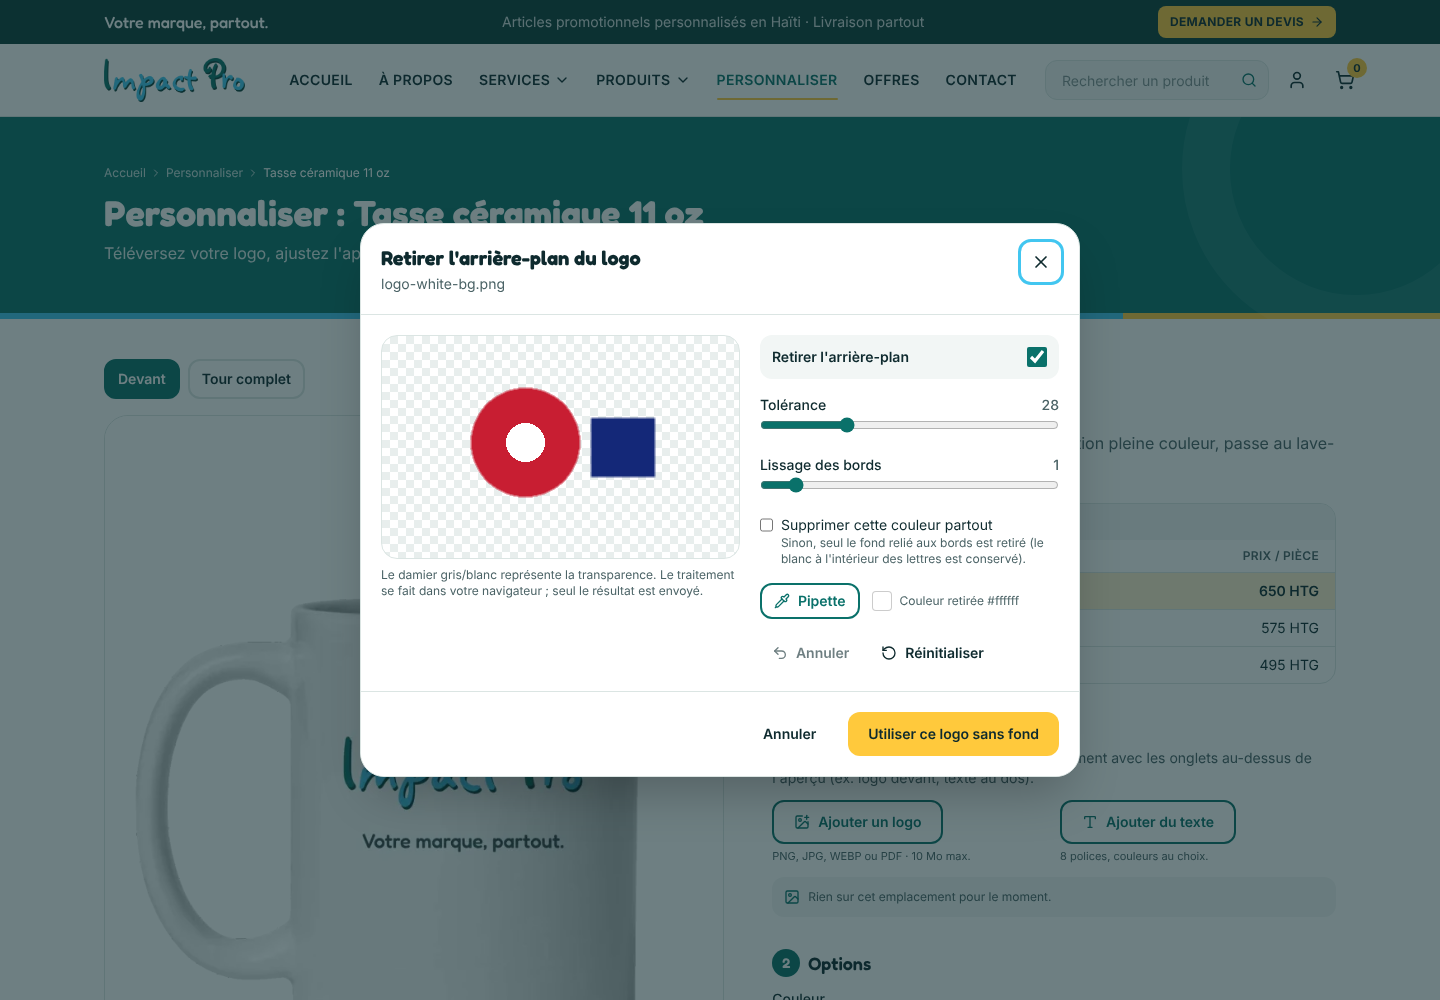 Votre marque, partout.
Articles promotionnels personnalisés en Haïti · Livraison partout
DEMANDER UN DEVIS
Impact Pro
ACCUEIL
À PROPOS
SERVICES
PRODUITS
PERSONNALISER
OFFRES
CONTACT
Rechercher un produit
0
Accueil
Personnaliser
Tasse céramique 11 oz
Personnaliser : Tasse céramique 11 oz
Téléversez votre logo, ajustez l'ap
Retirer l'arrière-plan du logo
logo-white-bg.png
Retirer l'arrière-plan
Tolérance
28
Lissage des bords
1
Supprimer cette couleur partout
Sinon, seul le fond relié aux bords est retiré (le
blanc à l'intérieur des lettres est conservé).
Pipette
Couleur retirée #ffffff
Annuler
Réinitialiser
Le damier gris/blanc représente la transparence. Le traitement
se fait dans votre navigateur ; seul le résultat est envoyé.
Annuler
Utiliser ce logo sans fond
Devant
Tour complet
Impact Pro
Votre marque, partout.
ion pleine couleur, passe au lave-
PRIX / PIÈCE
650 HTG
575 HTG
495 HTG
ment avec les onglets au-dessus de
l'aperçu (ex. logo devant, texte au dos).
Ajouter un logo
PNG, JPG, WEBP ou PDF · 10 Mo max.
Ajouter du texte
8 polices, couleurs au choix.
Rien sur cet emplacement pour le moment.
2
Options
Couleur